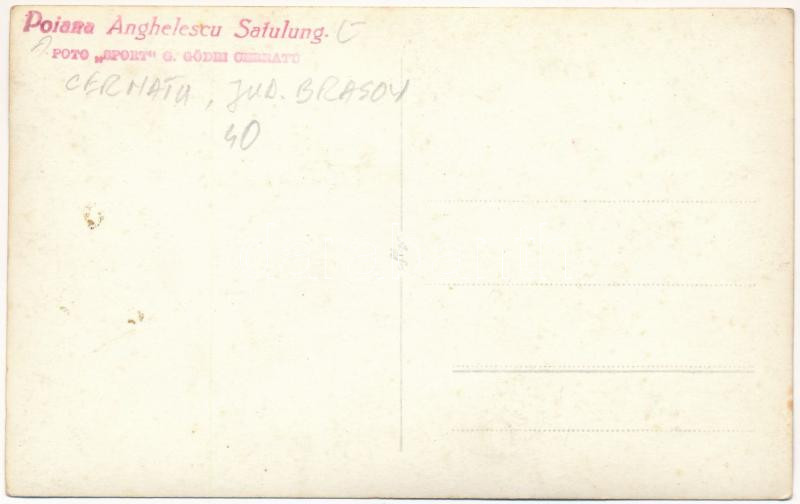 Poiana Anghelescu Satulung.
FOTO „SPORT" G. GÖDRI CERNATU
CERNATU, JUD. BRASOV
40